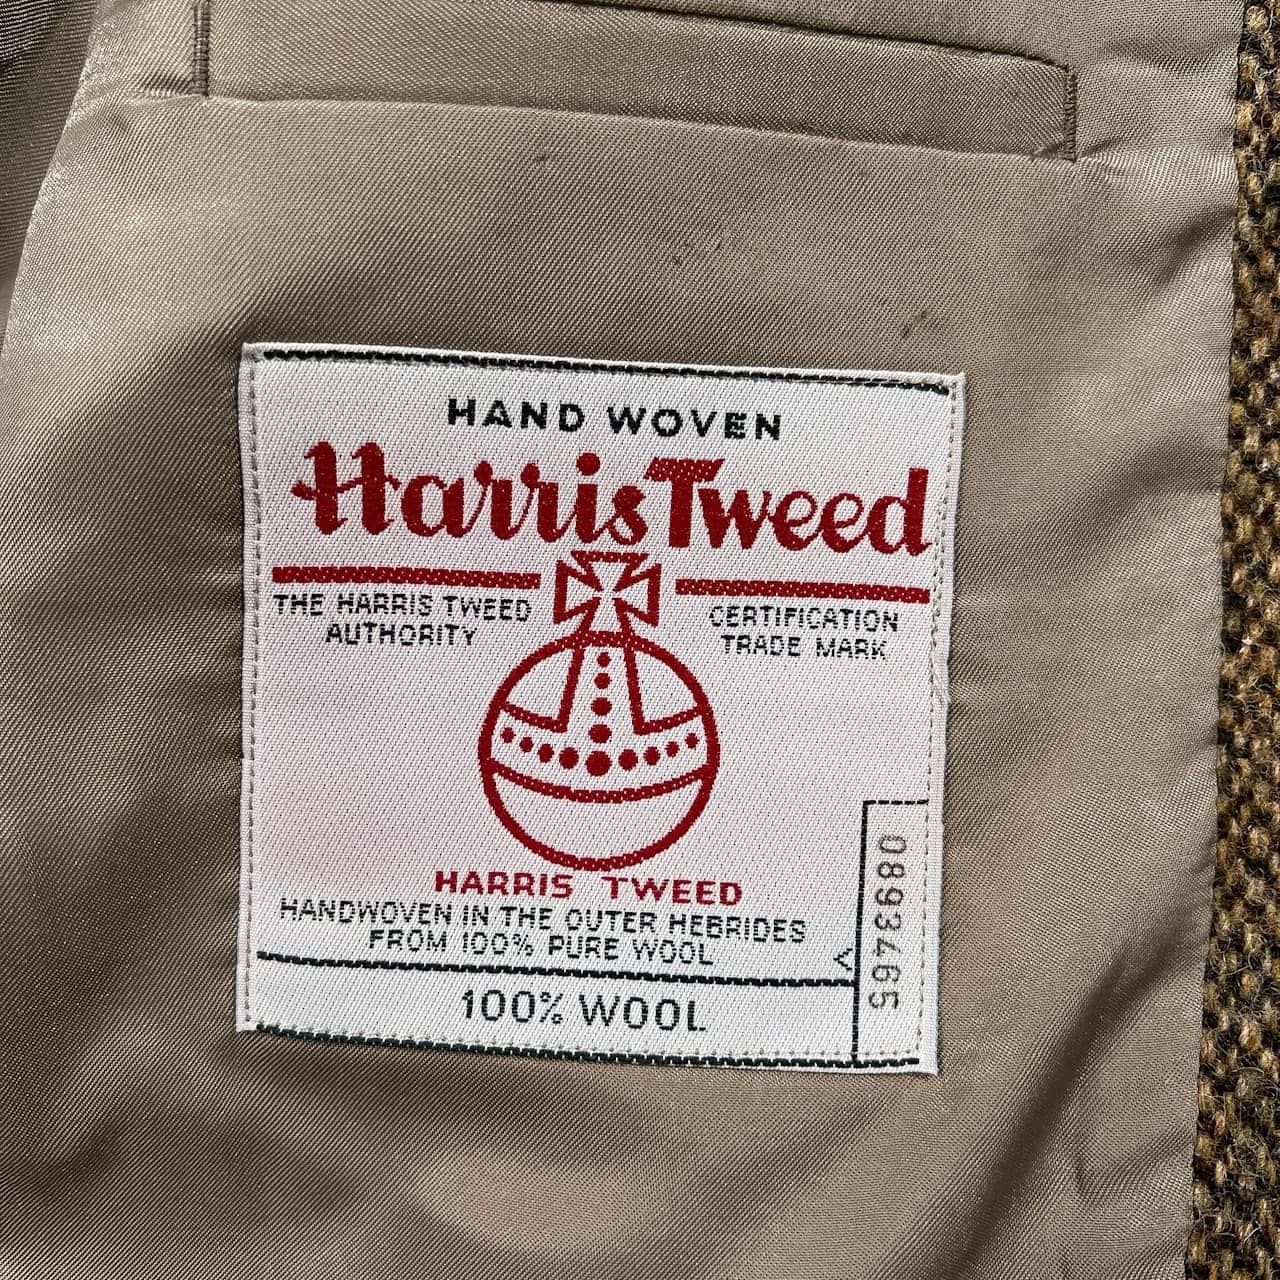 HAND WOVEN
Harris Tweed
THE HARRIS TWEED
AUTHORITY
CERTIFICATION
TRADE MARK
HARRIS TWEED
HANDWOVEN IN THE OUTER HEBRIDES
FROM 100% PURE WOOL
100% WOOL
08934465